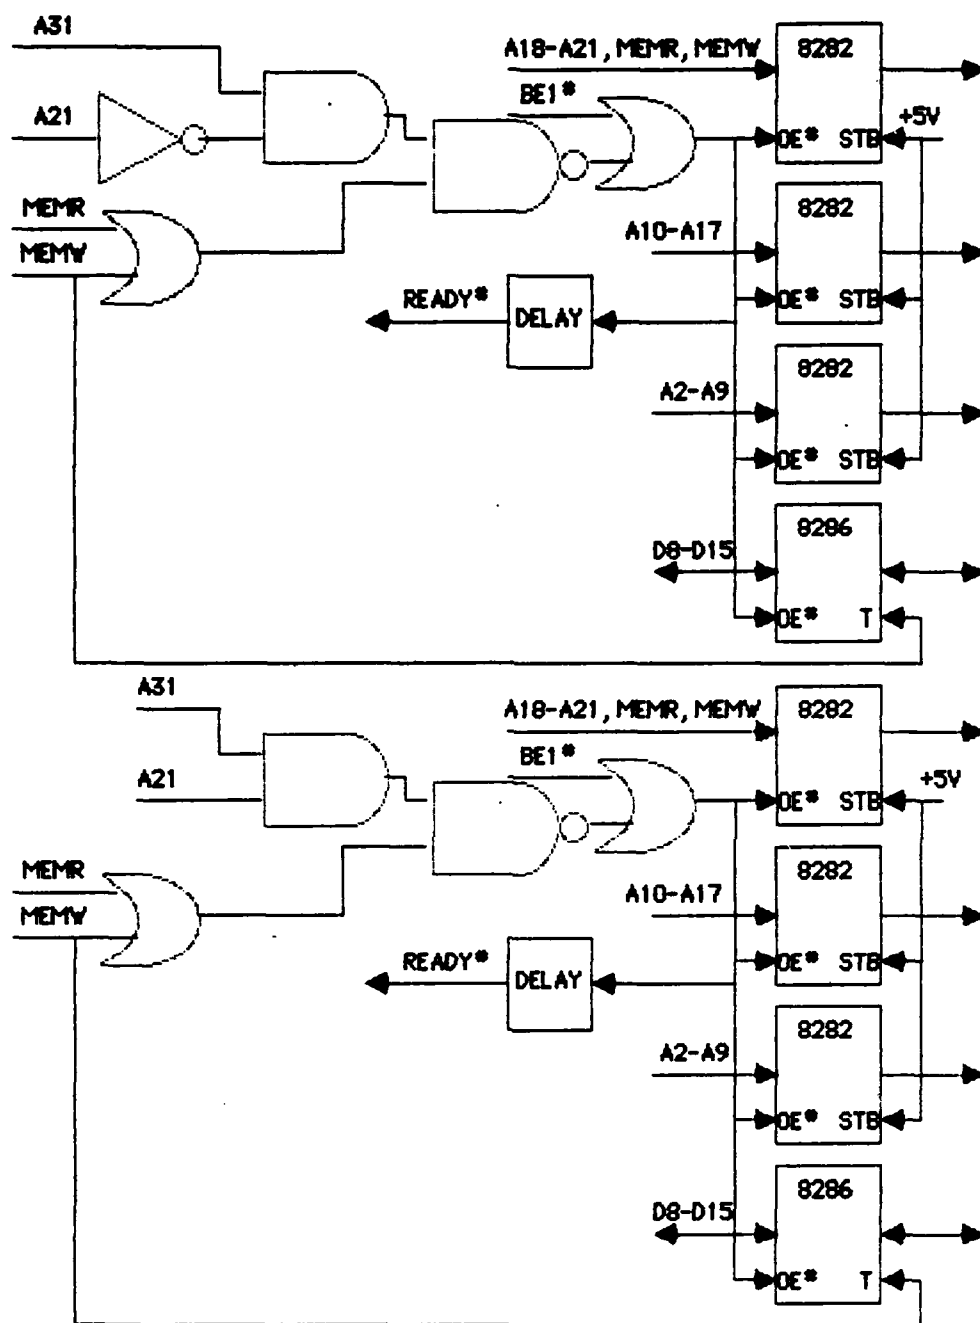 A31
A18-A21, MEMR, MEMW
8282
BE1*
A21
+5V
OE* STB
MEMR
8282
A10-A17
MEMW
READY*
DELAY
OE* STB
8282
A2-A9
OE* STB
8286
D8-D15
OE* T
A31
A18-A21, MEMR, MEMW
8282
BE1*
A21
+5V
OE* STB
MEMR
8282
A10-A17
MEMW
READY*
DELAY
OE* STB
8282
A2-A9
OE* STB
8286
D8-D15
OE* T